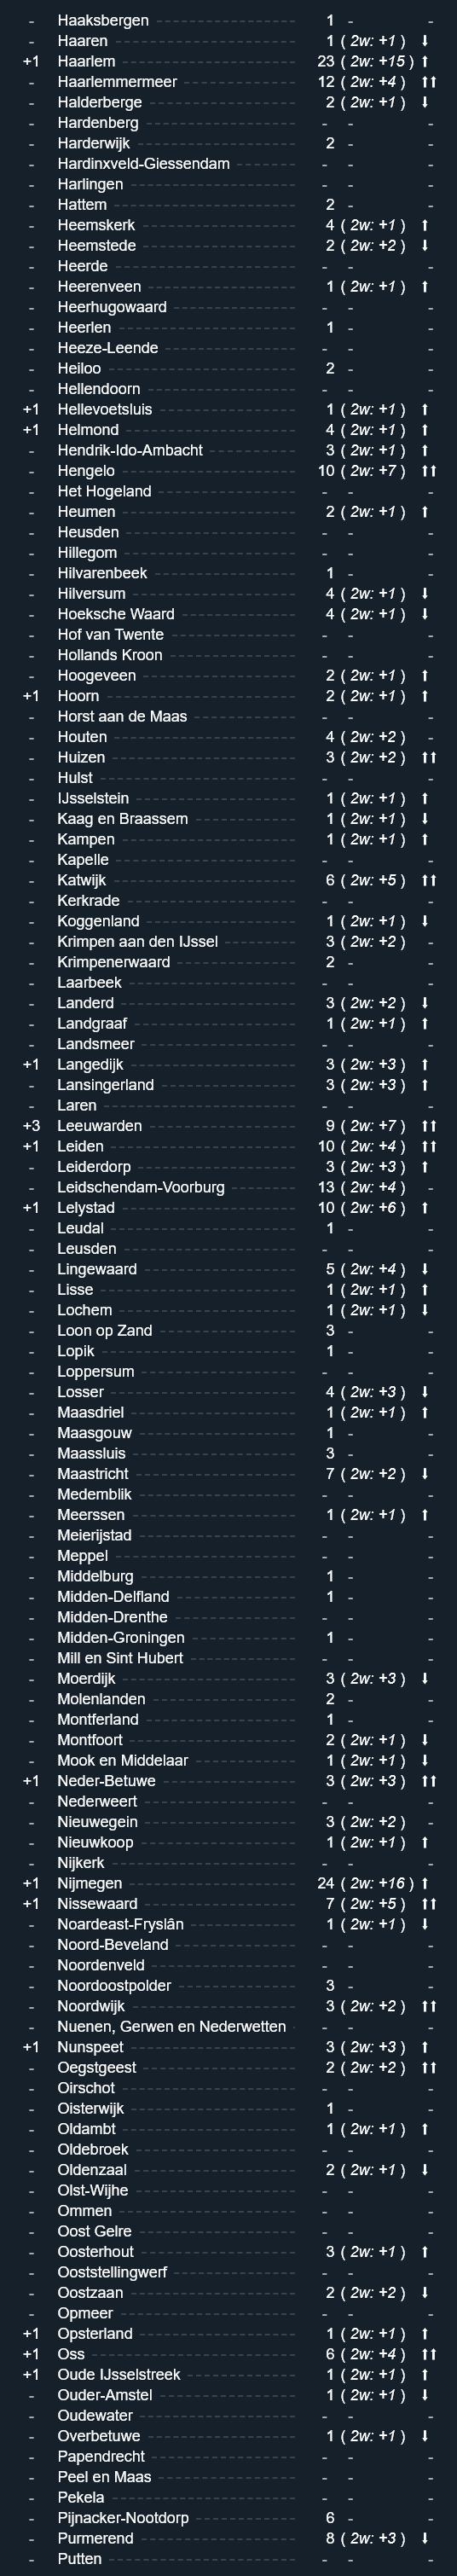 - Haaksbergen 1 - -
- Haaren 1 ( 2w: +1 ) ↓
+1 Haarlem 23 ( 2w: +15 ) ↑
- Haarlemmermeer 12 ( 2w: +4 ) ↑↑
- Halderberge 2 ( 2w: +1 ) ↓
- Hardenberg - - -
- Harderwijk 2 - -
- Hardinxveld-Giessendam - - -
- Harlingen - - -
- Hattem 2 - -
- Heemskerk 4 ( 2w: +1 ) ↑
- Heemstede 2 ( 2w: +2 ) ↓
- Heerde - - -
- Heerenveen 1 ( 2w: +1 ) ↑
- Heerhugowaard - - -
- Heerlen 1 - -
- Heeze-Leende - - -
- Heiloo 2 - -
- Hellendoorn - - -
+1 Hellevoetsluis 1 ( 2w: +1 ) ↑
+1 Helmond 4 ( 2w: +1 ) ↑
- Hendrik-Ido-Ambacht 3 ( 2w: +1 ) ↑
- Hengelo 10 ( 2w: +7 ) ↑↑
- Het Hogeland - - -
- Heumen 2 ( 2w: +1 ) ↑
- Heusden - - -
- Hillegom - - -
- Hilvarenbeek 1 - -
- Hilversum 4 ( 2w: +1 ) ↓
- Hoeksche Waard 4 ( 2w: +1 ) ↓
- Hof van Twente - - -
- Hollands Kroon - - -
- Hoogeveen 2 ( 2w: +1 ) ↑
+1 Hoorn 2 ( 2w: +1 ) ↑
- Horst aan de Maas - - -
- Houten 4 ( 2w: +2 ) -
- Huizen 3 ( 2w: +2 ) ↑↑
- Hulst - - -
- IJsselstein 1 ( 2w: +1 ) ↑
- Kaag en Braassem 1 ( 2w: +1 ) ↓
- Kampen 1 ( 2w: +1 ) ↑
- Kapelle - - -
- Katwijk 6 ( 2w: +5 ) ↑↑
- Kerkrade - - -
- Koggenland 1 ( 2w: +1 ) ↓
- Krimpen aan den IJssel 3 ( 2w: +2 ) -
- Krimpenerwaard 2 - -
- Laarbeek - - -
- Landerd 3 ( 2w: +2 ) ↓
- Landgraaf 1 ( 2w: +1 ) ↑
- Landsmeer - - -
+1 Langedijk 3 ( 2w: +3 ) ↑
- Lansingerland 3 ( 2w: +3 ) ↑
- Laren - - -
+3 Leeuwarden 9 ( 2w: +7 ) ↑↑
+1 Leiden 10 ( 2w: +4 ) ↑↑
- Leiderdorp 3 ( 2w: +3 ) ↑
- Leidschendam-Voorburg 13 ( 2w: +4 ) -
+1 Lelystad 10 ( 2w: +6 ) ↑
- Leudal 1 - -
- Leusden - - -
- Lingewaard 5 ( 2w: +4 ) ↓
- Lisse 1 ( 2w: +1 ) ↑
- Lochem 1 ( 2w: +1 ) ↓
- Loon op Zand 3 - -
- Lopik 1 - -
- Loppersum - - -
- Losser 4 ( 2w: +3 ) ↓
- Maasdriel 1 ( 2w: +1 ) ↑
- Maasgouw 1 - -
- Maassluis 3 - -
- Maastricht 7 ( 2w: +2 ) ↓
- Medemblik - - -
- Meerssen 1 ( 2w: +1 ) ↑
- Meierijstad - - -
- Meppel - - -
- Middelburg 1 - -
- Midden-Delfland 1 - -
- Midden-Drenthe - - -
- Midden-Groningen 1 - -
- Mill en Sint Hubert - - -
- Moerdijk 3 ( 2w: +3 ) ↓
- Molenlanden 2 - -
- Montferland 1 - -
- Montfoort 2 ( 2w: +1 ) ↓
- Mook en Middelaar 1 ( 2w: +1 ) ↓
+1 Neder-Betuwe 3 ( 2w: +3 ) ↑↑
- Nederweert - - -
- Nieuwegein 3 ( 2w: +2 ) -
- Nieuwkoop 1 ( 2w: +1 ) ↑
- Nijkerk - - -
+1 Nijmegen 24 ( 2w: +16 ) ↑
+1 Nissewaard 7 ( 2w: +5 ) ↑↑
- Noardeast-Fryslân 1 ( 2w: +1 ) ↓
- Noord-Beveland - - -
- Noordenveld - - -
- Noordoostpolder 3 - -
- Noordwijk 3 ( 2w: +2 ) ↑↑
- Nuenen, Gerwen en Nederwetten - - -
+1 Nunspeet 3 ( 2w: +3 ) ↑
- Oegstgeest 2 ( 2w: +2 ) ↑↑
- Oirschot - - -
- Oisterwijk 1 - -
- Oldambt 1 ( 2w: +1 ) ↑
- Oldebroek - - -
- Oldenzaal 2 ( 2w: +1 ) ↓
- Olst-Wijhe - - -
- Ommen - - -
- Oost Gelre - - -
- Oosterhout 3 ( 2w: +1 ) ↑
- Ooststellingwerf - - -
- Oostzaan 2 ( 2w: +2 ) ↓
- Opmeer - - -
+1 Opsterland 1 ( 2w: +1 ) ↑
+1 Oss 6 ( 2w: +4 ) ↑↑
+1 Oude IJsselstreek 1 ( 2w: +1 ) ↑
- Ouder-Amstel 1 ( 2w: +1 ) ↓
- Oudewater - - -
- Overbetuwe 1 ( 2w: +1 ) ↓
- Papendrecht - - -
- Peel en Maas - - -
- Pekela - - -
- Pijnacker-Nootdorp 6 - -
- Purmerend 8 ( 2w: +3 ) ↓
- Putten - - -